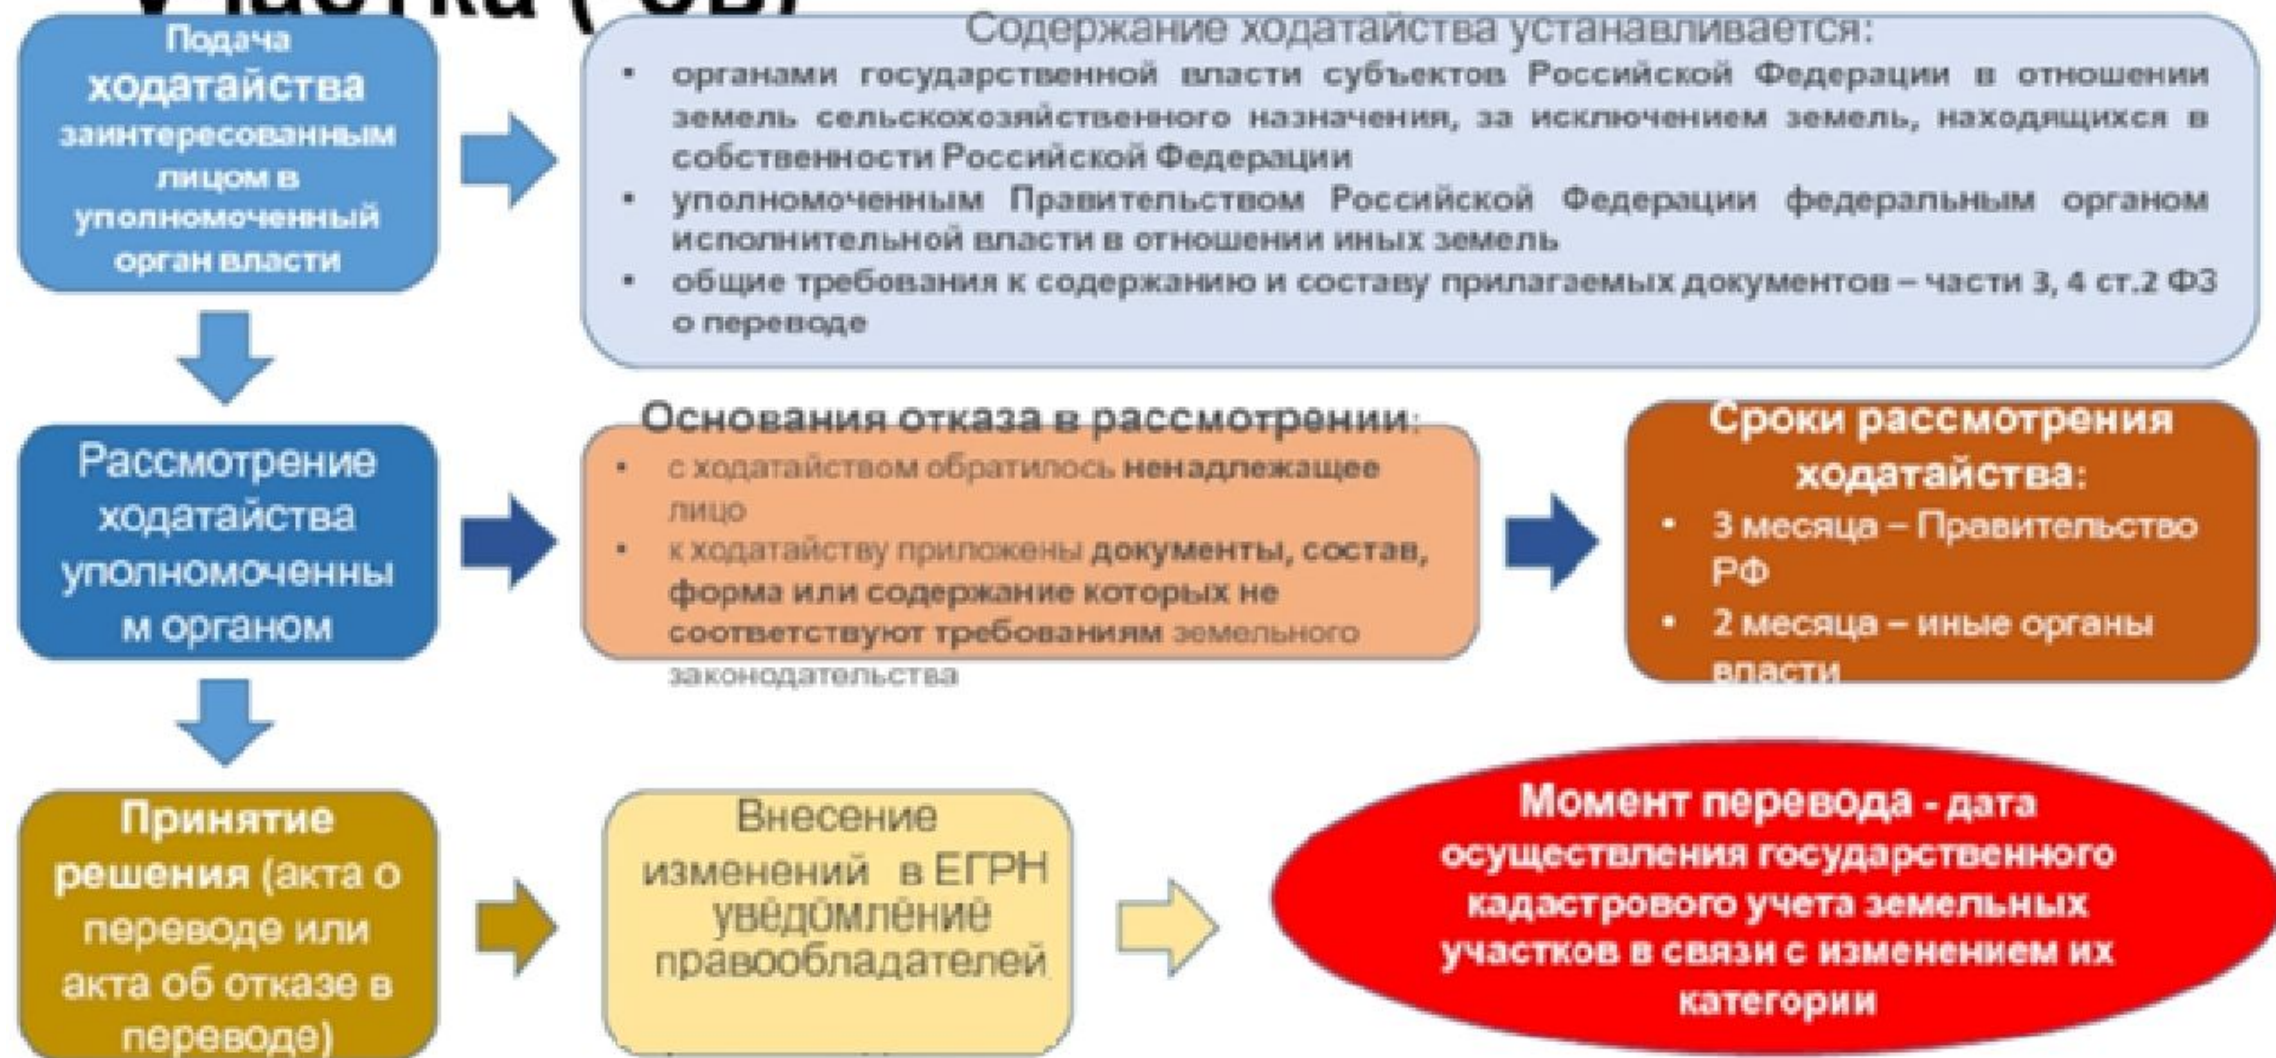 участка (-ов)
Подача
ходатайства
заинтересованным
лицом в
уполномоченный
орган власти
Содержание ходатайства устанавливается:
• органами государственной власти субъектов Российской Федерации в отношении
земель сельскохозяйственного назначения, за исключением земель, находящихся в
собственности Российской Федерации
• уполномоченным Правительством Российской Федерации федеральным органом
исполнительной власти в отношении иных земель
• общие требования к содержанию и составу прилагаемых документов – части 3, 4 ст.2 ФЗ
о переводе
Рассмотрение
ходатайства
уполномоченны
м органом
Основания отказа в рассмотрении:
• с ходатайством обратилось ненадлежащее
лицо
• к ходатайству приложены документы, состав,
форма или содержание которых не
соответствуют требованиям земельного
законодательства
Сроки рассмотрения
ходатайства:
• 3 месяца – Правительство
РФ
• 2 месяца – иные органы
власти
Принятие
решения (акта о
переводе или
акта об отказе в
переводе)
Внесение
изменений в ЕГРН
уведомление
правообладателей
Момент перевода - дата
осуществления государственного
кадастрового учета земельных
участков в связи с изменением их
категории